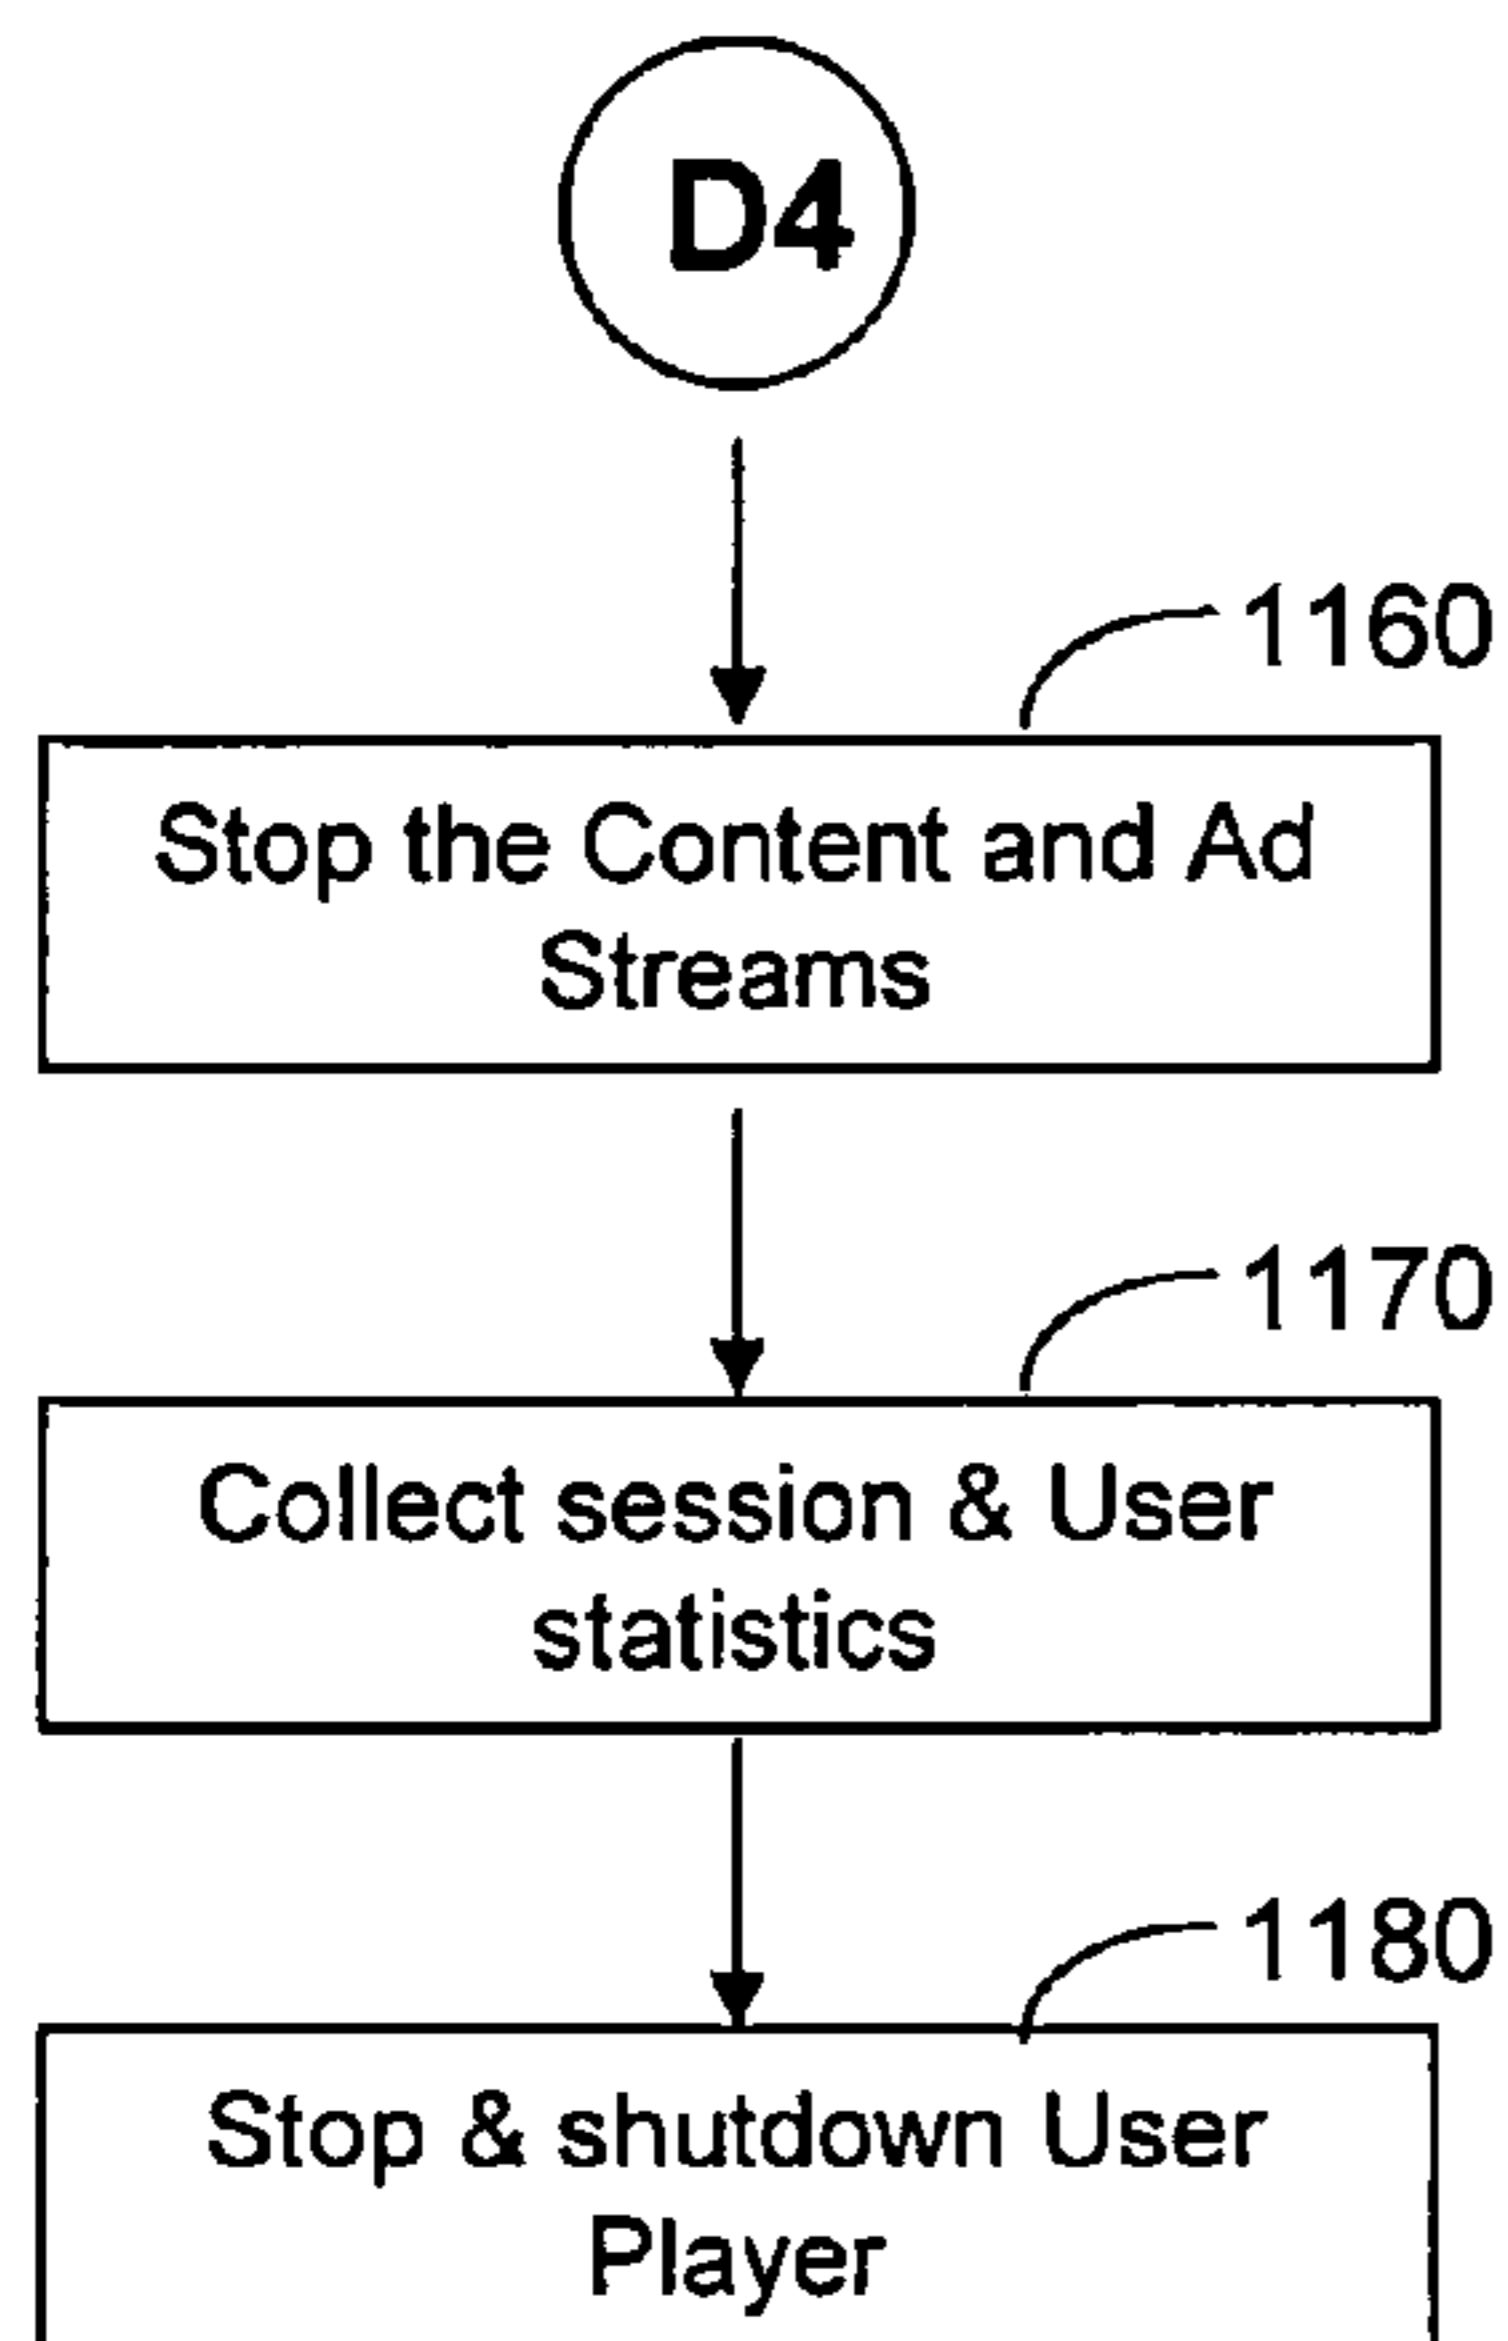 D4
1160
Stop the Content and Ad
Streams
1170
Collect session & User
statistics
1180
Stop & shutdown User
Player